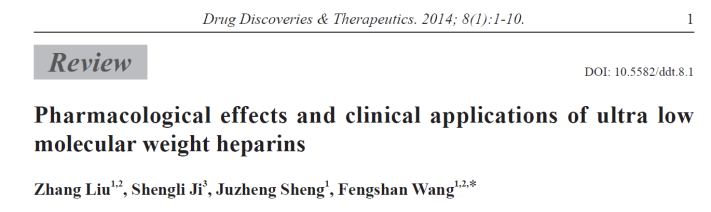 Drug Discoveries & Therapeutics. 2014; 8(1):1-10. 1
Review
DOI: 10.5582/ddt.8.1
Pharmacological effects and clinical applications of ultra low
molecular weight heparins
Zhang Liu1,2, Shengli Ji3, Juzheng Sheng1, Fengshan Wang1,2,*